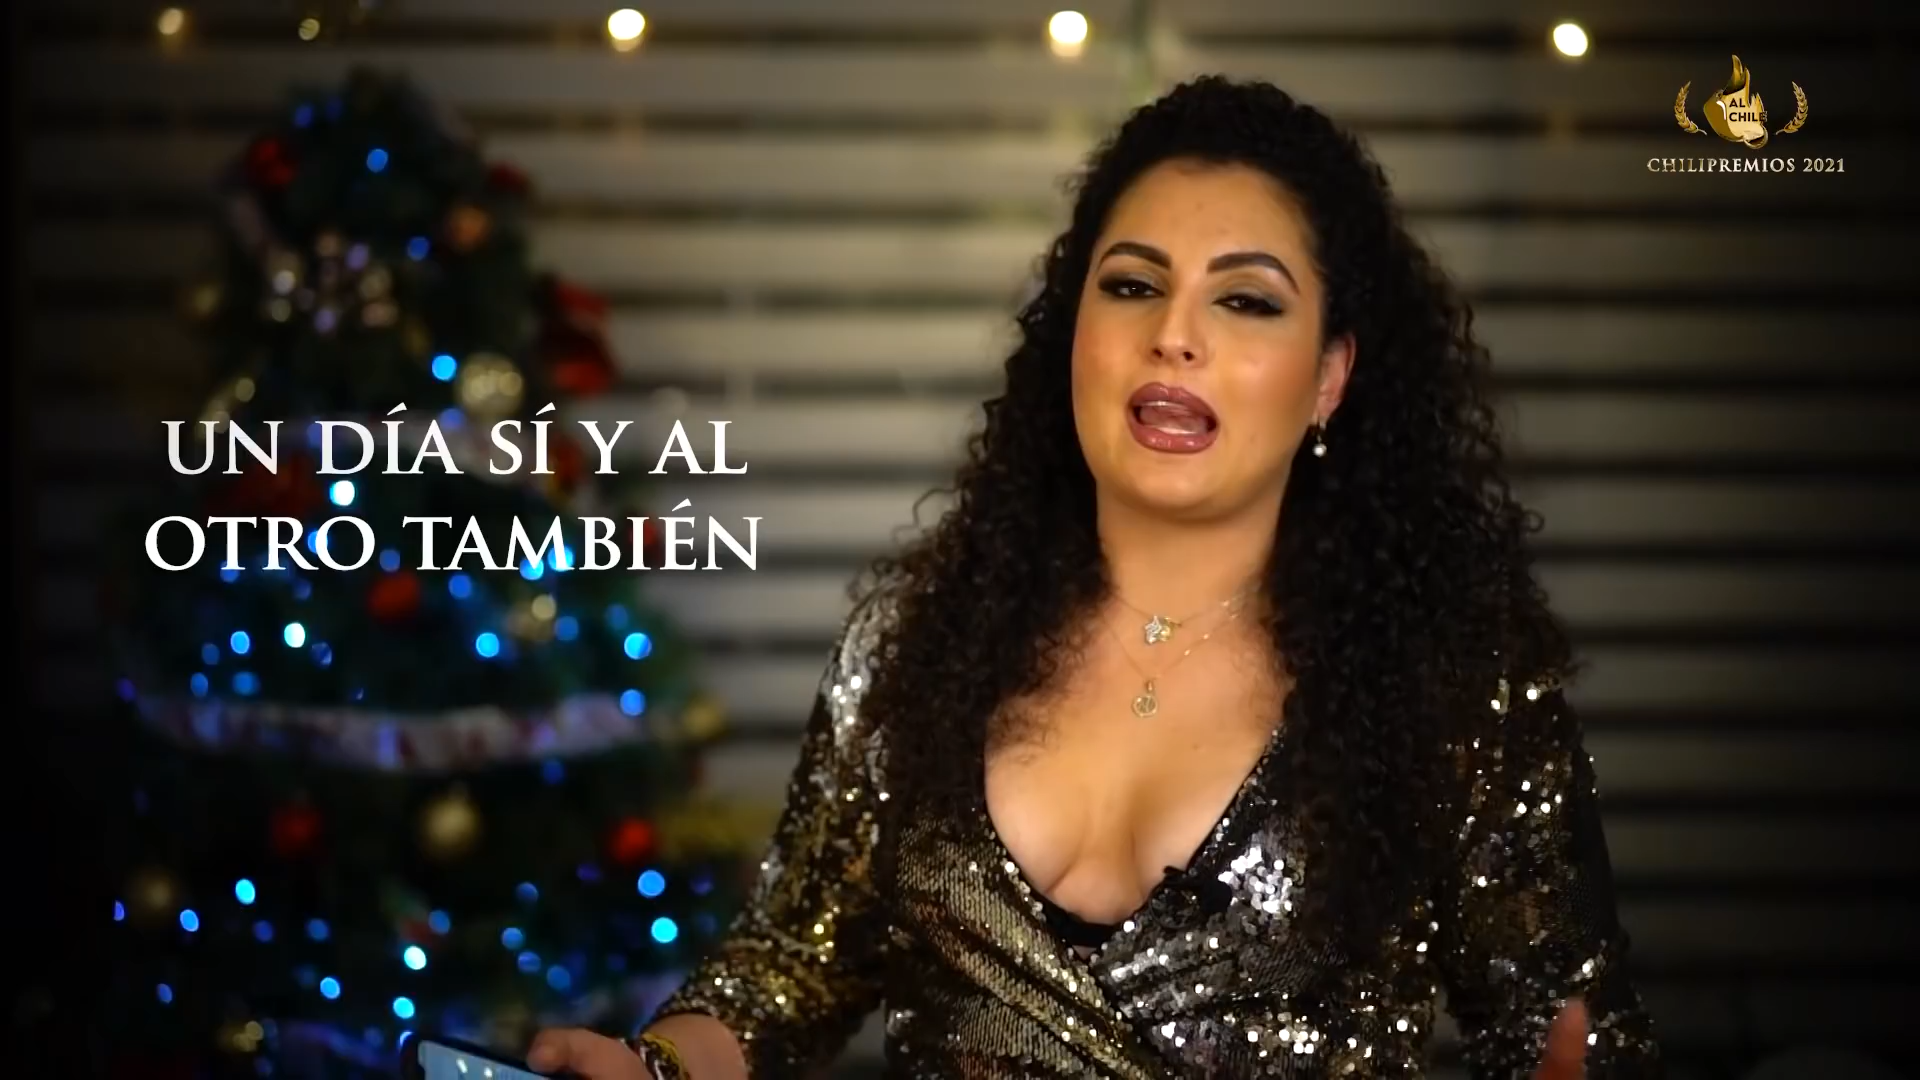 AL
CHILE
CHILIPREMIOS 2021
UN DÍA SÍ Y AL
OTRO TAMBIÉN